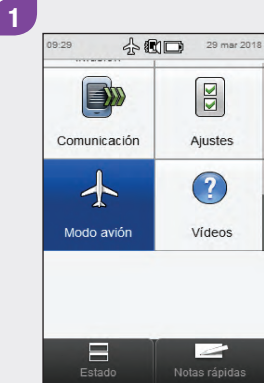 1
09:29 29 mar 2018
Comunicación Ajustes
Modo avión Vídeos
Estado Notas rápidas